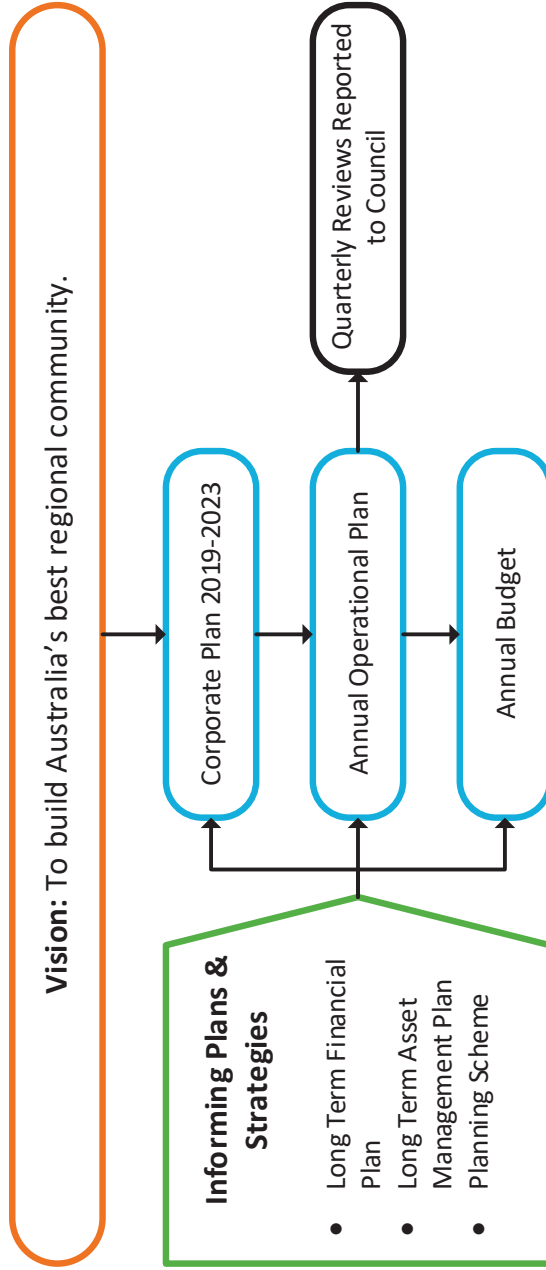 Vision: To build Australia’s best regional community.
Informing Plans &
Strategies
• Long Term Financial
Plan
• Long Term Asset
Management Plan
• Planning Scheme
Corporate Plan 2019-2023
Annual Operational Plan
Annual Budget
Quarterly Reviews Reported
to Council